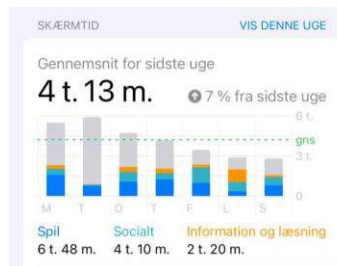 SKÆRMTID VIS DENNE UGE
Gennemsnit for sidste uge
4 t. 13 m. 7 % fra sidste uge
6 t.
gns
3 t.
0
M T O T F L S
Spil Socialt Information og læsning
6 t. 48 m. 4 t. 10 m. 2 t. 20 m.